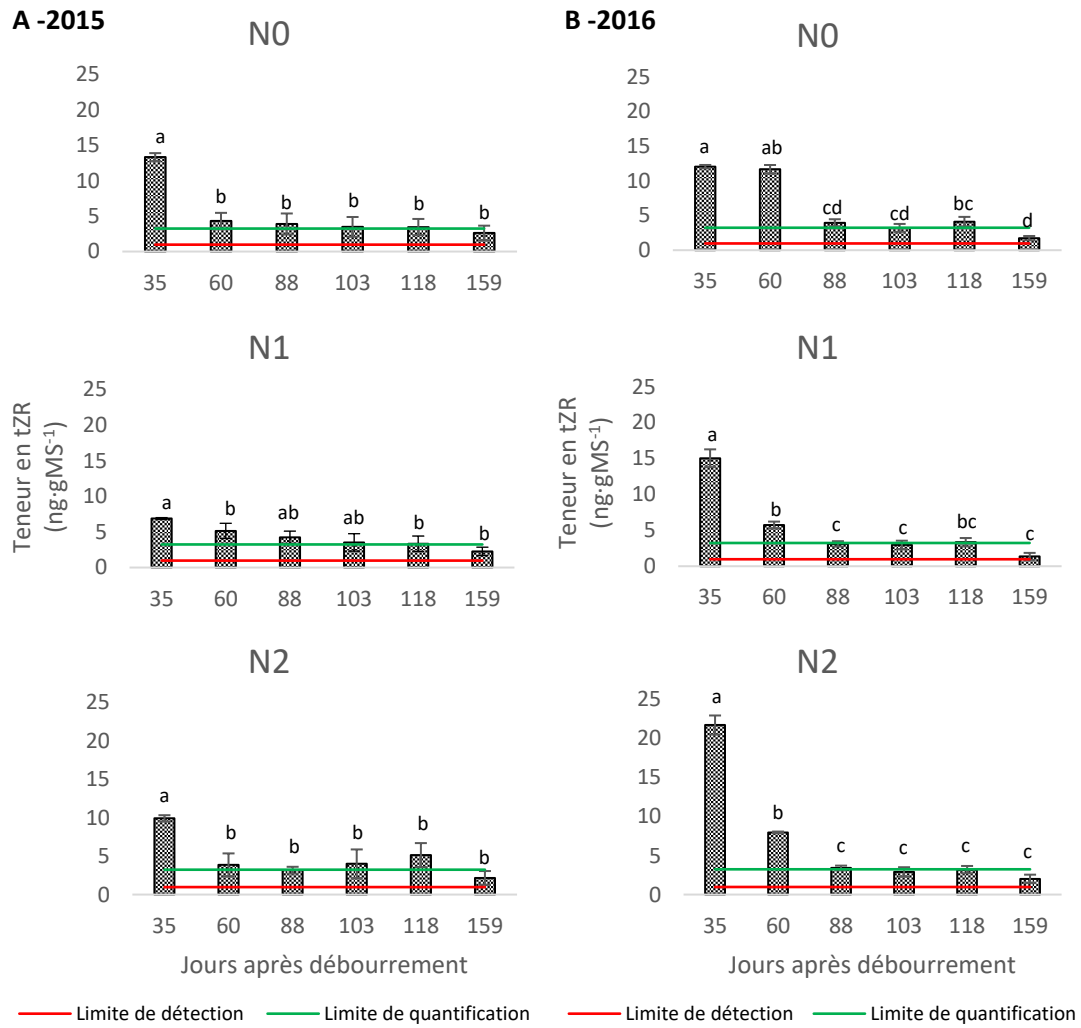 A -2015
N0
25
20
15
10
5
0
a
b
b
b
b
b
35 60 88 103 118 159
N1
Teneur en tZR
(ng·gMS⁻¹)
25
20
15
10
5
0
a
b
ab
ab
b
b
35 60 88 103 118 159
N2
25
20
15
10
5
0
a
b
b
b
b
b
35 60 88 103 118 159
Jours après débourrement
Limite de détection Limite de quantification
B -2016
N0
25
20
15
10
5
0
a
ab
cd
cd
bc
d
35 60 88 103 118 159
N1
Teneur en tZR
(ng·gMS⁻¹)
25
20
15
10
5
0
a
b
c
c
bc
c
35 60 88 103 118 159
N2
25
20
15
10
5
0
a
b
c
c
c
c
35 60 88 103 118 159
Jours après débourrement
Limite de détection Limite de quantification